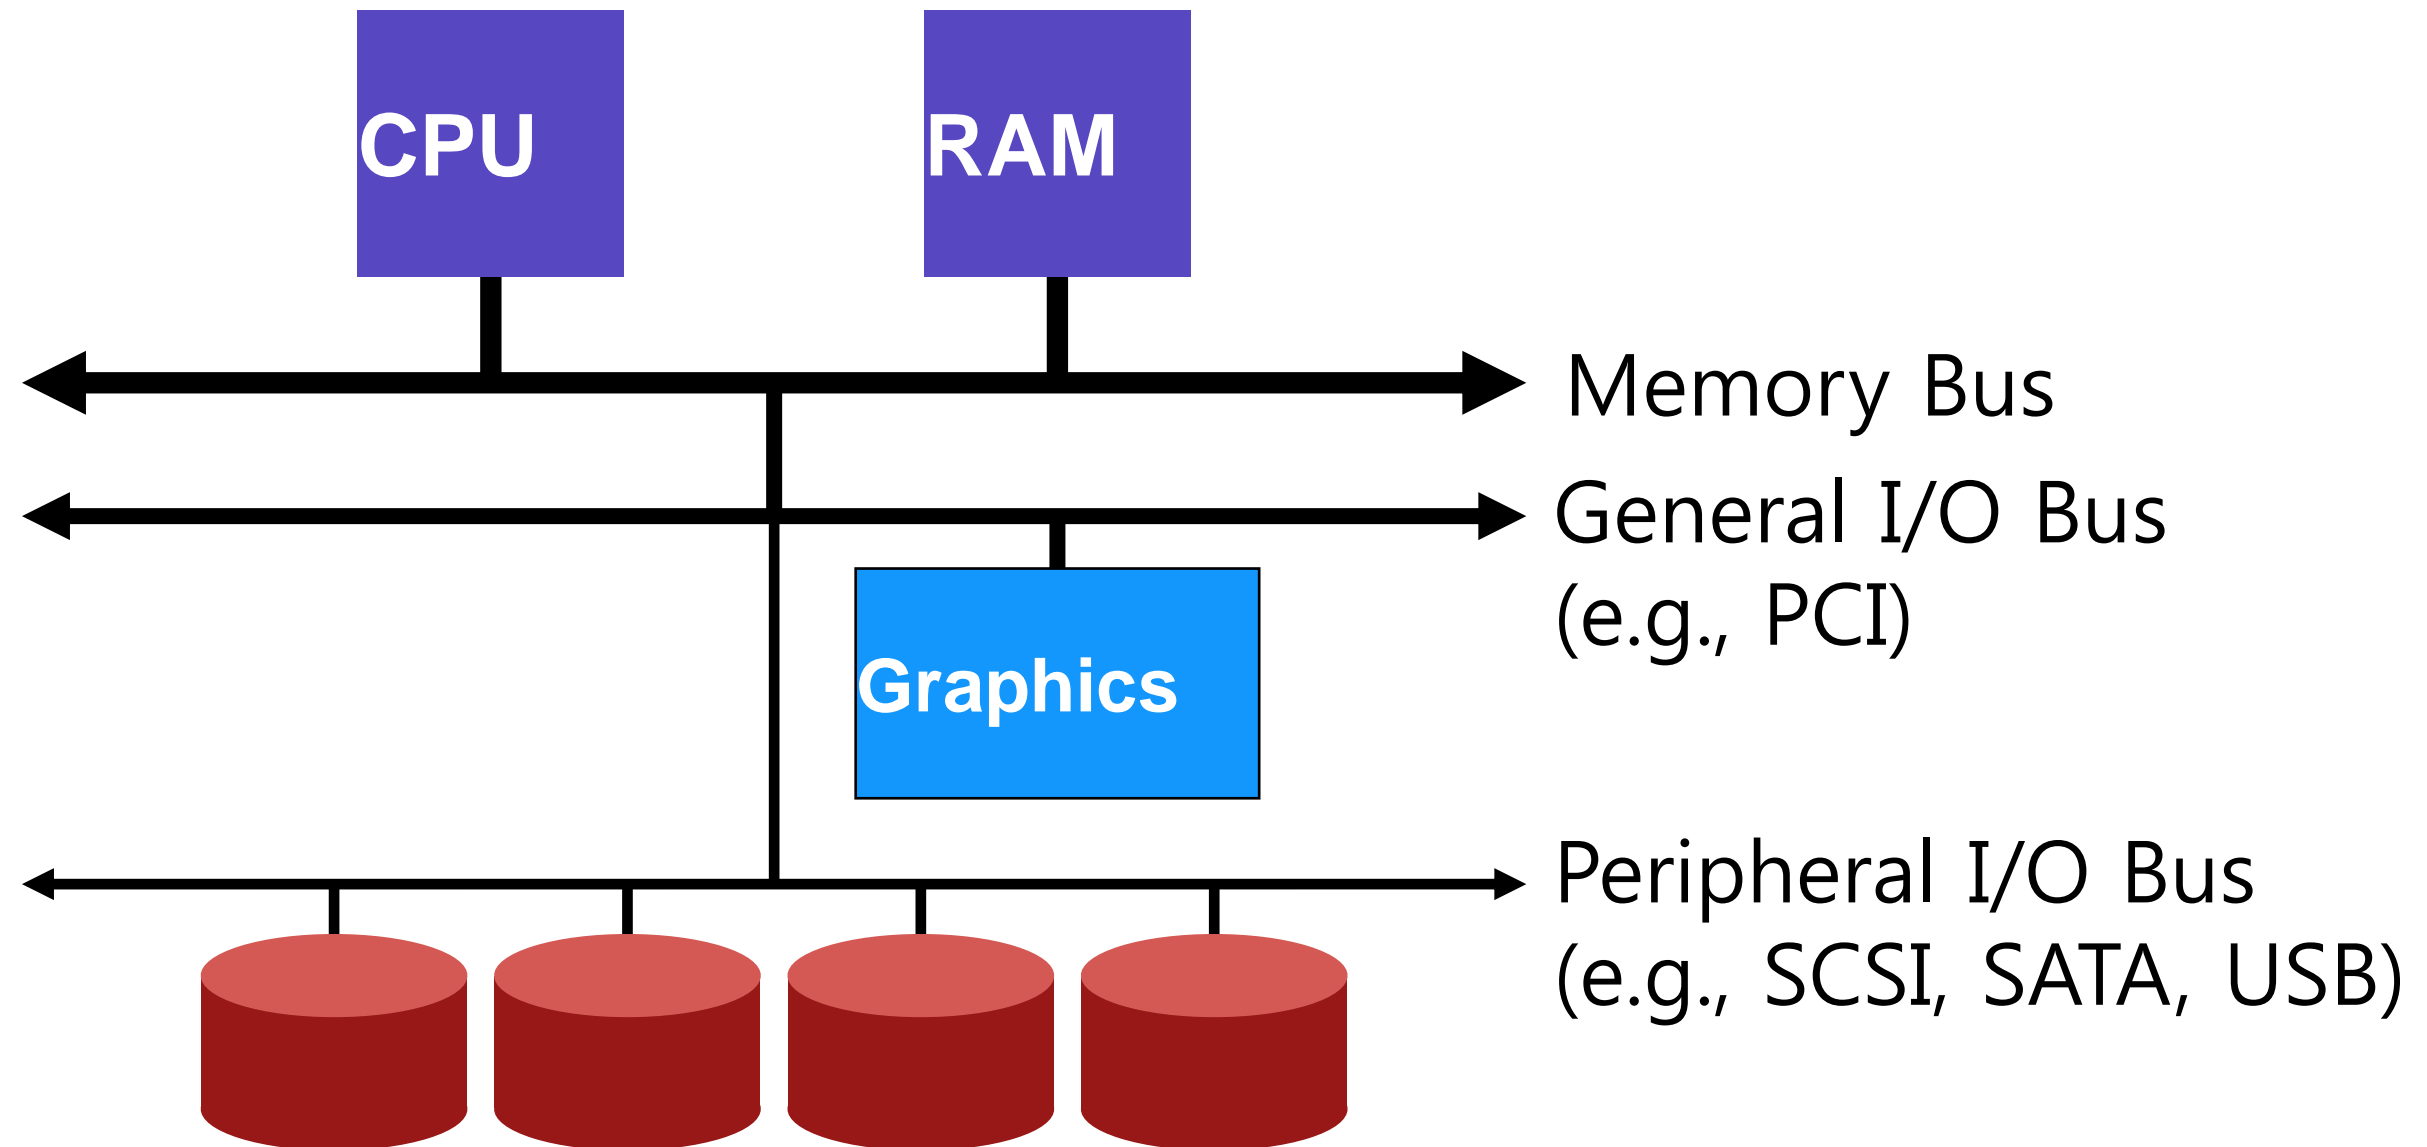 CPU
RAM
Memory Bus
General I/O Bus
(e.g., PCI)
Graphics
Peripheral I/O Bus
(e.g., SCSI, SATA, USB)